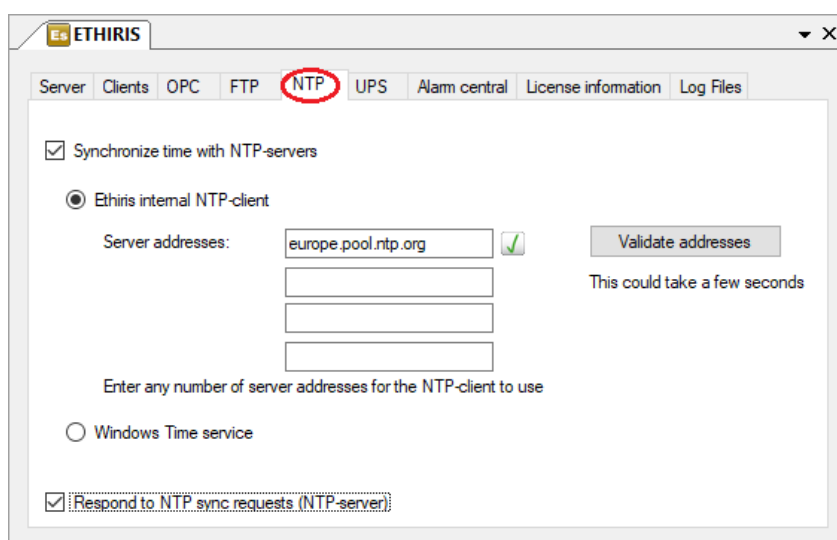 Es ETHIRIS
Server Clients OPC FTP NTP UPS Alarm central License information Log Files
Synchronize time with NTP-servers
Ethiris internal NTP-client
Server addresses: europe.pool.ntp.org Validate addresses
This could take a few seconds
Enter any number of server addresses for the NTP-client to use
Windows Time service
Respond to NTP sync requests (NTP-server)